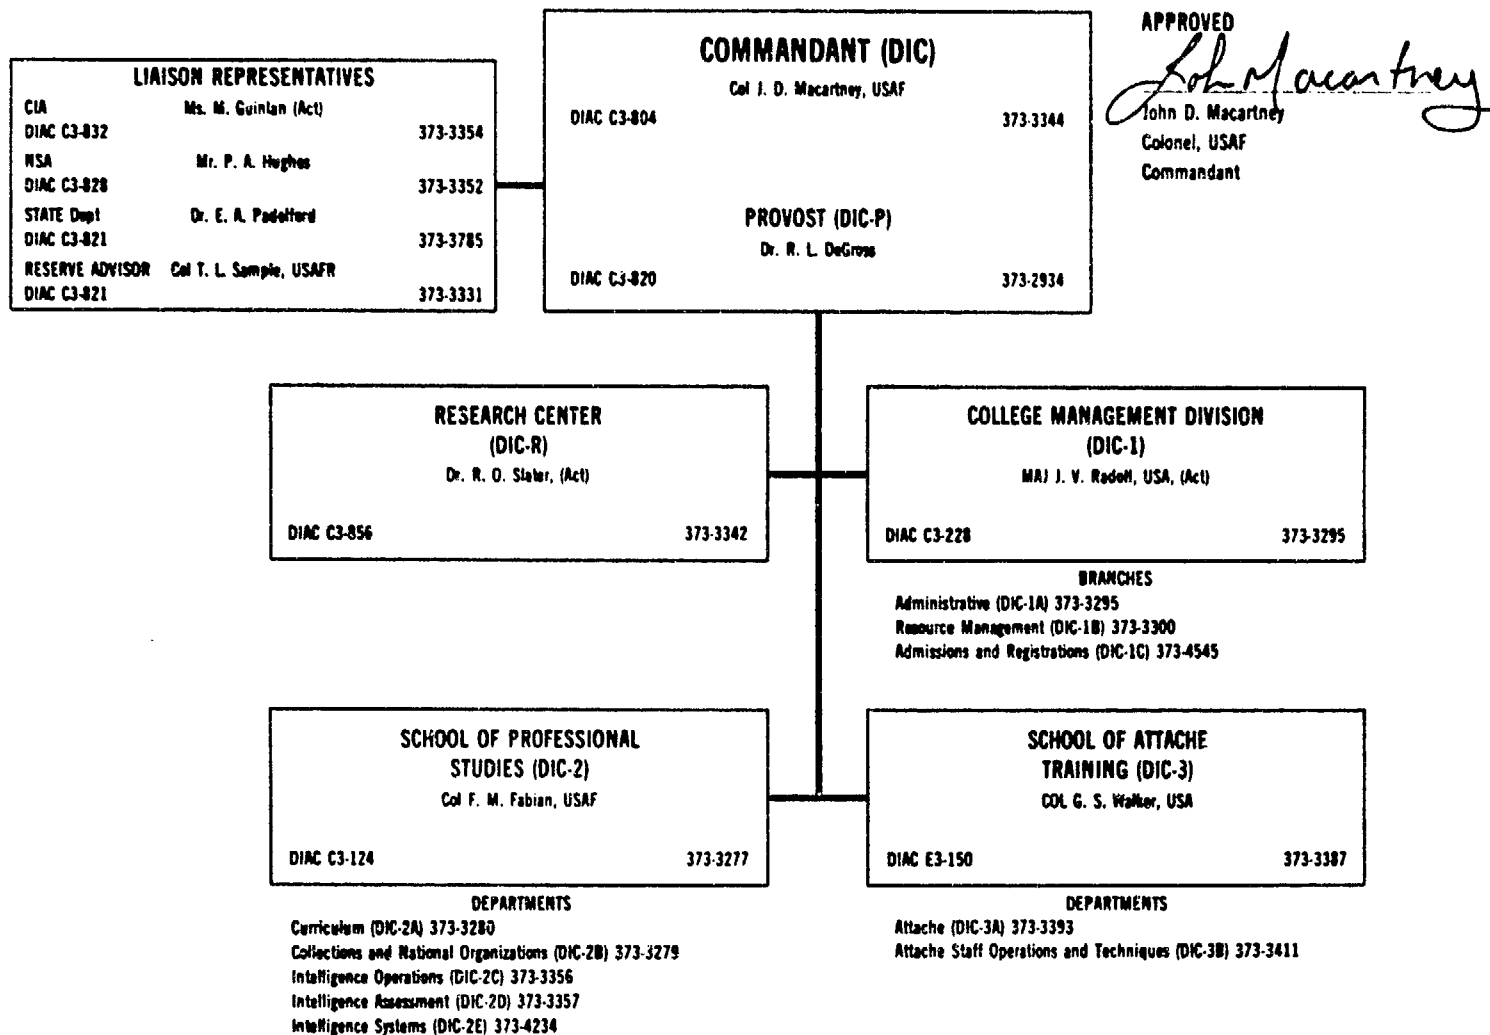 LIAISON REPRESENTATIVES
CIA Ms. M. Guinlan (Act)
DIAC C3-832 373-3354
NSA Mr. P. A. Hughes
DIAC C3-828 373-3352
STATE Dept Dr. E. A. Padelford
DIAC C3-821 373-3785
RESERVE ADVISOR Col T. L. Sample, USAFR
DIAC C3-821 373-3331
COMMANDANT (DIC)
Col J. D. Macartney, USAF
DIAC C3-804 373-3344
PROVOST (DIC-P)
Dr. R. L. DeGross
DIAC C3-820 373-2934
APPROVED
John Macartney
John D. Macartney
Colonel, USAF
Commandant
RESEARCH CENTER
(DIC-R)
Dr. R. O. Slater, (Act)
DIAC C3-856 373-3342
COLLEGE MANAGEMENT DIVISION
(DIC-1)
MAJ J. V. Radoff, USA, (Act)
DIAC C3-228 373-3295
BRANCHES
Administrative (DIC-1A) 373-3295
Resource Management (DIC-1B) 373-3300
Admissions and Registrations (DIC-1C) 373-4545
SCHOOL OF PROFESSIONAL
STUDIES (DIC-2)
Col F. M. Fabian, USAF
DIAC C3-124 373-3277
DEPARTMENTS
Curriculum (DIC-2A) 373-3280
Collections and National Organizations (DIC-2B) 373-3279
Intelligence Operations (DIC-2C) 373-3356
Intelligence Assessment (DIC-2D) 373-3357
Intelligence Systems (DIC-2E) 373-4234
SCHOOL OF ATTACHE
TRAINING (DIC-3)
COL G. S. Walker, USA
DIAC E3-150 373-3387
DEPARTMENTS
Attache (DIC-3A) 373-3393
Attache Staff Operations and Techniques (DIC-3B) 373-3411